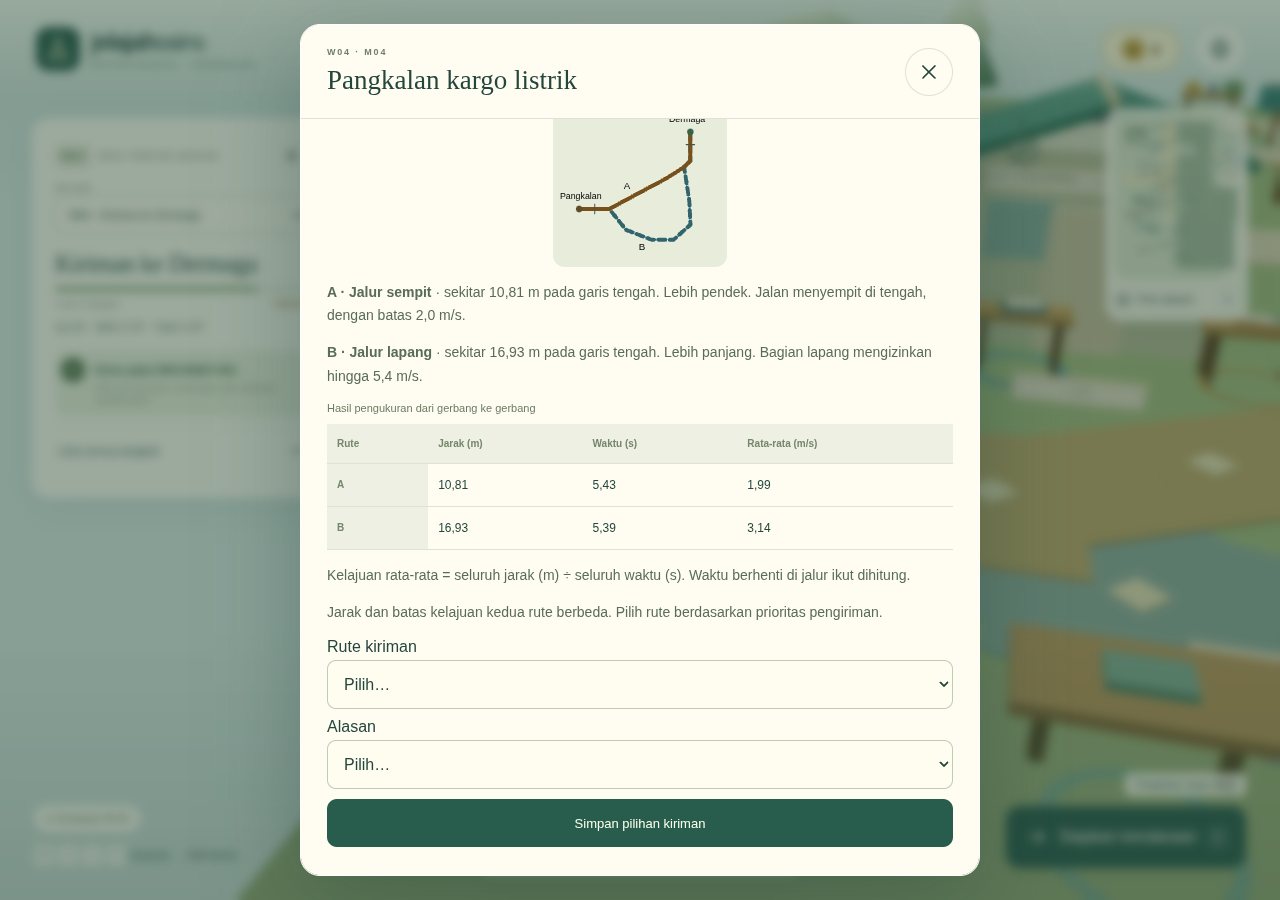 W04 · M04
Pangkalan kargo listrik
Dermaga
A
Pangkalan
B
A · Jalur sempit · sekitar 10,81 m pada garis tengah. Lebih pendek. Jalan menyempit di tengah,
dengan batas 2,0 m/s.
B · Jalur lapang · sekitar 16,93 m pada garis tengah. Lebih panjang. Bagian lapang mengizinkan
hingga 5,4 m/s.
Hasil pengukuran dari gerbang ke gerbang
Rute Jarak (m) Waktu (s) Rata-rata (m/s)
A 10,81 5,43 1,99
B 16,93 5,39 3,14
Kelajuan rata-rata = seluruh jarak (m) ÷ seluruh waktu (s). Waktu berhenti di jalur ikut dihitung.
Jarak dan batas kelajuan kedua rute berbeda. Pilih rute berdasarkan prioritas pengiriman.
Rute kiriman
Pilih…
Alasan
Pilih…
Simpan pilihan kiriman
Kiriman ke Dermaga